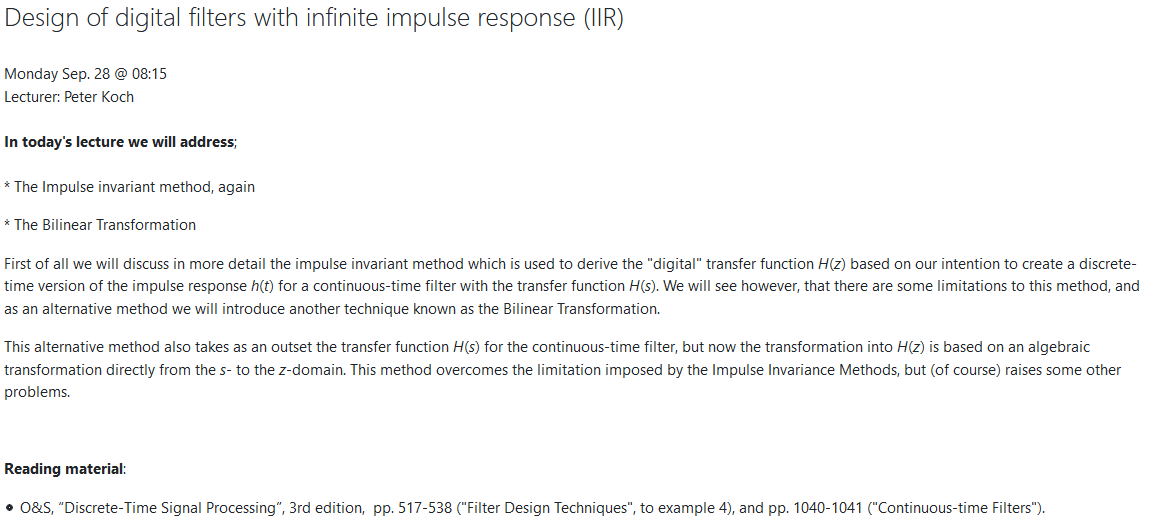 Design of digital filters with infinite impulse response (IIR)
Monday Sep. 28 @ 08:15
Lecturer: Peter Koch
In today's lecture we will address;
* The Impulse invariant method, again
* The Bilinear Transformation
First of all we will discuss in more detail the impulse invariant method which is used to derive the "digital" transfer function H(z) based on our intention to create a discrete-
time version of the impulse response h(t) for a continuous-time filter with the transfer function H(s). We will see however, that there are some limitations to this method, and
as an alternative method we will introduce another technique known as the Bilinear Transformation.
This alternative method also takes as an outset the transfer function H(s) for the continuous-time filter, but now the transformation into H(z) is based on an algebraic
transformation directly from the s- to the z-domain. This method overcomes the limitation imposed by the Impulse Invariance Methods, but (of course) raises some other
problems.
Reading material:
• O&S, "Discrete-Time Signal Processing", 3rd edition, pp. 517-538 ("Filter Design Techniques", to example 4), and pp. 1040-1041 ("Continuous-time Filters").